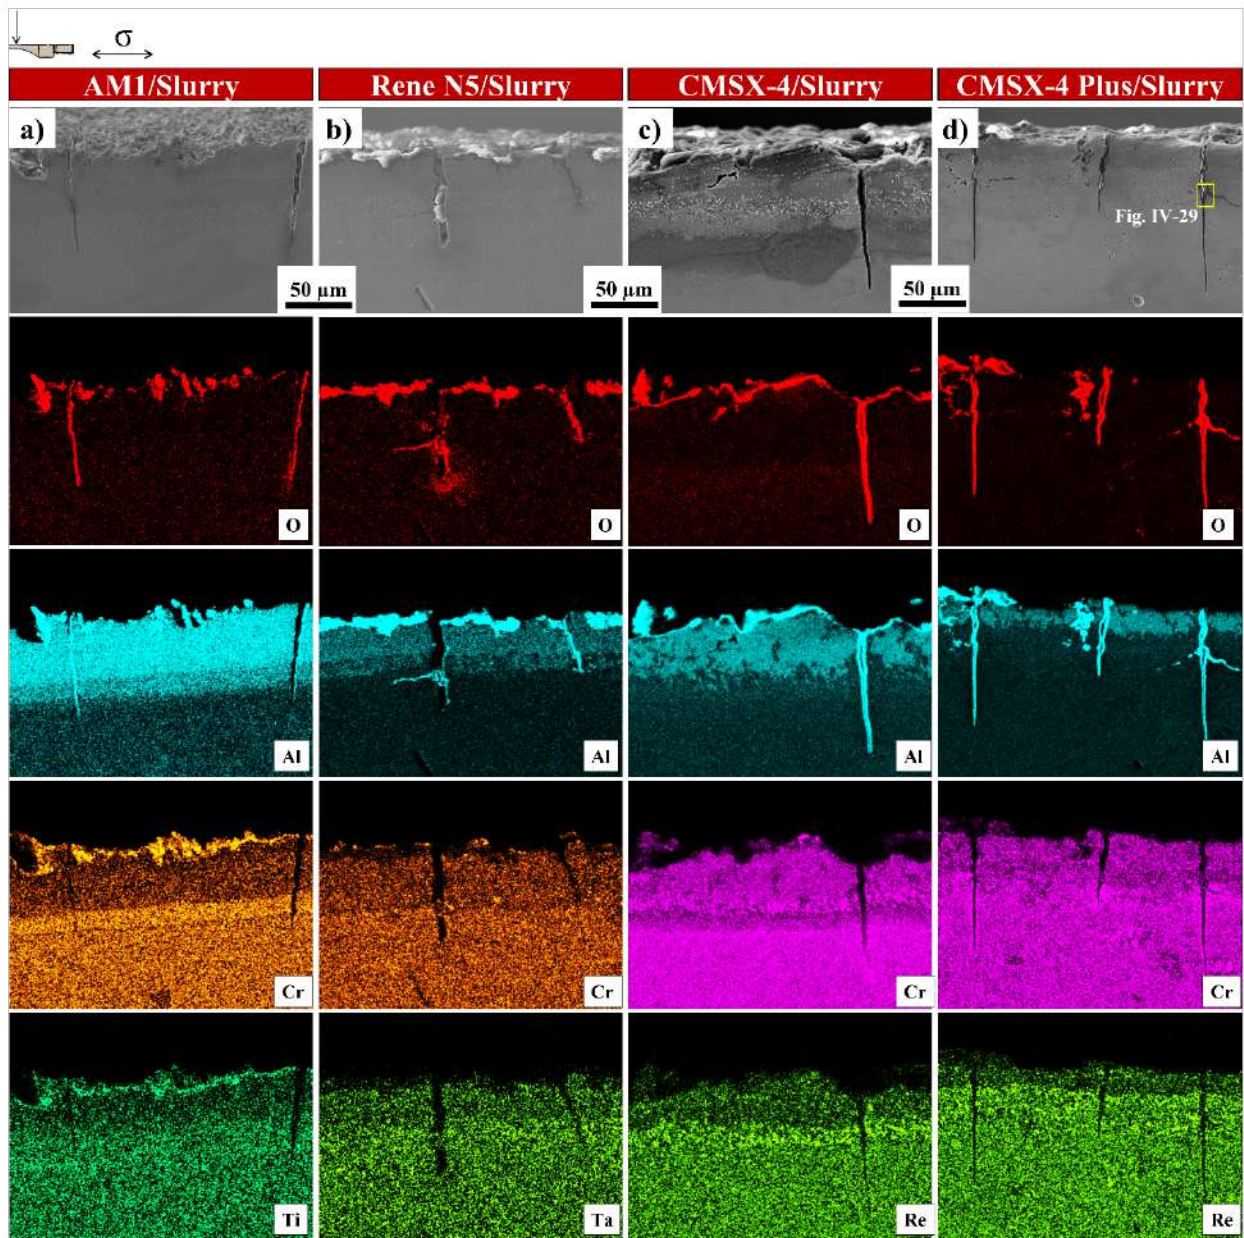 σ
AM1/Slurry
Rene N5/Slurry
CMSX-4/Slurry
CMSX-4 Plus/Slurry
a)
b)
c)
d)
Fig. IV-29
50 µm
50 µm
50 µm
O
O
O
O
Al
Al
Al
Al
Cr
Cr
Cr
Cr
Ti
Ta
Re
Re